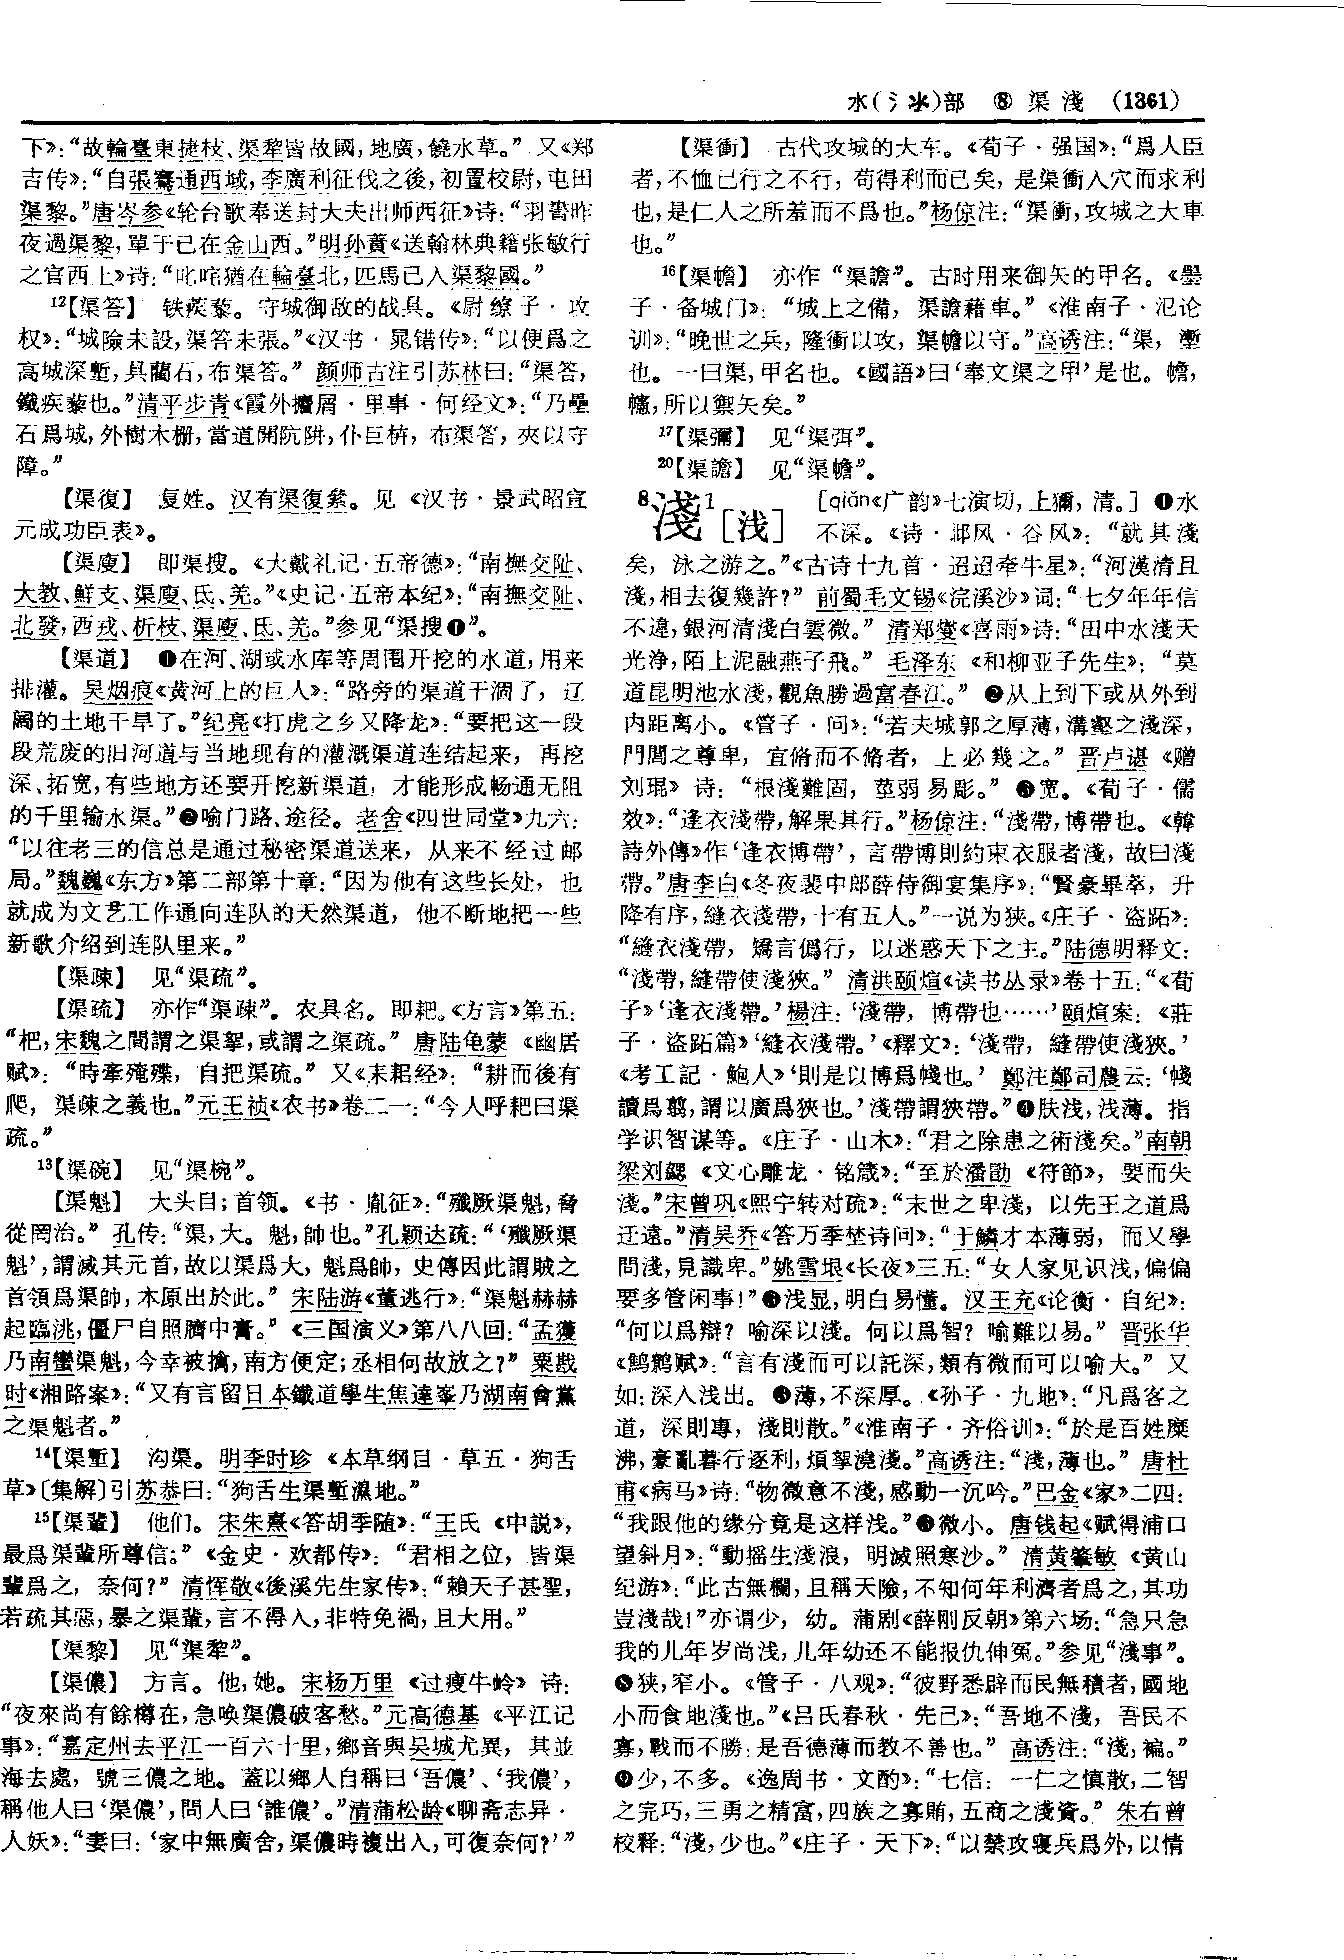 水(氵氺)部 ⑧ 渠 淺 (1361)
下》：“故輪臺東捷枝、渠犂皆故國，地廣，饒水草。” 又《郑
吉传》：“自張騫通西域，李廣利征伐之後，初置校尉，屯田
渠黎。”唐岑参《轮台歌奉送封大夫出师西征》诗：“羽書昨
夜過渠黎，單于已在金山西。”明孙蕡《送翰林典籍张敏行
之官西上》诗：“叱咤猶在輪臺北，匹馬已入渠黎國。”
12【渠答】 铁蒺藜。守城御敌的战具。《尉缭子·攻
权》：“城險未設，渠答未張。”《汉书·晁错传》：“以便爲之
高城深塹，具藺石，布渠答。” 颜师古注引苏林曰：“渠答，
鐵疾藜也。”清平步青《霞外攟屑·里事·何经文》：“乃壘
石爲城，外樹木栅，當道開阬阱，仆巨枿，布渠答，夾以守
障。”
【渠復】 复姓。汉有渠復絫。见《汉书·景武昭宣
元成功臣表》。
【渠廋】 即渠搜。《大戴礼记·五帝德》：“南撫交阯、
大教、鮮支、渠廋、氐、羌。”《史记·五帝本纪》：“南撫交阯、
北發，西戎、析枝、渠廋、氐、羌。”参见“渠搜❶”。
【渠道】 ❶在河、湖或水库等周围开挖的水道，用来
排灌。吴烟痕《黄河上的巨人》：“路旁的渠道干涸了，辽
阔的土地干旱了。”纪亮《打虎之乡又降龙》：“要把这一段
段荒废的旧河道与当地现有的灌溉渠道连结起来，再挖
深、拓宽，有些地方还要开挖新渠道，才能形成畅通无阻
的千里输水渠。”❷喻门路、途径。老舍《四世同堂》九六：
“以往老三的信总是通过秘密渠道送来，从来不经过邮
局。”魏巍《东方》第二部第十章：“因为他有这些长处，也
就成为文艺工作通向连队的天然渠道，他不断地把一些
新歌介绍到连队里来。”
【渠疎】 见“渠疏”。
【渠疏】 亦作“渠疎”。农具名。即耙。《方言》第五：
“杷，宋魏之間謂之渠挐，或謂之渠疏。” 唐陆龟蒙《幽居
赋》：“時牽殗殜，自把渠疏。” 又《耒耜经》：“耕而後有
爬，渠疎之義也。”元王祯《农书》卷二一：“今人呼耙曰渠
疏。”
13【渠碗】 见“渠椀”。
【渠魁】 大头目；首领。《书·胤征》：“殲厥渠魁，脅
從罔治。” 孔传：“渠，大。魁，帥也。”孔颖达疏：“‘殲厥渠
魁’，謂滅其元首，故以渠爲大，魁爲帥，史傳因此謂賊之
首領爲渠帥，本原出於此。” 宋陆游《董逃行》：“渠魁赫赫
起臨洮，僵尸自照臍中膏。” 《三国演义》第八八回：“孟獲
乃南蠻渠魁，今幸被擒，南方便定；丞相何故放之？” 粟戡
时《湘路案》：“又有言留日本鐵道學生焦達峯乃湖南會黨
之渠魁者。”
14【渠塹】 沟渠。明李时珍《本草纲目·草五·狗舌
草》〔集解〕引苏恭曰：“狗舌生渠塹濕地。”
15【渠輩】 他们。宋朱熹《答胡季随》：“王氏《中説》，
最爲渠輩所尊信。” 《金史·欢都传》：“君相之位，皆渠
輩爲之，奈何？” 清恽敬《後溪先生家传》：“賴天子甚聖，
若疏其惡，暴之渠輩，言不得入，非特免禍，且大用。”
【渠黎】 见“渠犂”。
【渠儂】 方言。他，她。宋杨万里《过瘦牛岭》诗：
“夜來尚有餘樽在，急唤渠儂破客愁。”元高德基《平江记
事》：“嘉定州去平江一百六十里，鄉音與吴城尤異，其並
海去處，號三儂之地。蓋以鄉人自稱曰‘吾儂’、‘我儂’，
稱他人曰‘渠儂’，問人曰‘誰儂’。”清蒲松龄《聊斋志异·
人妖》：“妻曰：‘家中無廣舍，渠儂時複出入，可復奈何？’”
【渠衝】 古代攻城的大车。《荀子·强国》：“爲人臣
者，不恤己行之不行，苟得利而已矣，是渠衝入穴而求利
也，是仁人之所羞而不爲也。”杨倞注：“渠衝，攻城之大車
也。”
16【渠幨】 亦作“渠譫”。古时用来御矢的甲名。《墨
子·备城门》：“城上之備，渠譫藉車。”《淮南子·氾论
训》：“晚世之兵，隆衝以攻，渠幨以守。”高诱注：“渠，壍
也。一曰渠，甲名也。《國語》曰‘奉文渠之甲’是也。幨，
幰，所以禦矢矣。”
17【渠彌】 见“渠弭”。
20【渠譫】 见“渠幨”。
8淺1［浅］ ［qiǎn《广韵》七演切，上獮，清。］ ❶水
不深。《诗·邶风·谷风》：“就其淺
矣，泳之游之。”《古诗十九首·迢迢牵牛星》：“河漢清且
淺，相去復幾許？” 前蜀毛文锡《浣溪沙》词：“七夕年年信
不違，銀河清淺白雲微。” 清郑燮《喜雨》诗：“田中水淺天
光净，陌上泥融燕子飛。” 毛泽东《和柳亚子先生》：“莫
道昆明池水淺，觀魚勝過富春江。” ❷从上到下或从外到
内距离小。《管子·问》：“若夫城郭之厚薄，溝壑之淺深，
門閭之尊卑，宜脩而不脩者，上必幾之。” 晋卢谌《赠
刘琨》诗：“根淺難固，莖弱易彫。” ❸宽。《荀子·儒
效》：“逢衣淺帶，解果其行。”杨倞注：“淺帶，博帶也。《韓
詩外傳》作‘逢衣博帶’，言帶博則約束衣服者淺，故曰淺
帶。”唐李白《冬夜裴中郎薛侍御宴集序》：“賢豪畢萃，升
降有序，縫衣淺帶，十有五人。”一说为狭。《庄子·盗跖》：
“縫衣淺帶，矯言僞行，以迷惑天下之主。”陆德明释文：
“淺帶，縫帶使淺狹。” 清洪颐煊《读书丛录》卷十五：“《荀
子》‘逢衣淺帶。’楊注：‘淺帶，博帶也……’頤煊案：《莊
子·盜跖篇》‘縫衣淺帶。’《釋文》：‘淺帶，縫帶使淺狹。’
《考工記·鮑人》‘則是以博爲帴也。’ 鄭注鄭司農云：‘帴
讀爲翦，謂以廣爲狹也。’淺帶謂狹帶。”❹肤浅，浅薄。指
学识智谋等。《庄子·山木》：“君之除患之術淺矣。”南朝
梁刘勰《文心雕龙·铭箴》：“至於潘勖《符節》，要而失
淺。”宋曾巩《熙宁转对疏》：“末世之卑淺，以先王之道爲
迂遠。”清吴乔《答万季埜诗问》：“于鱗才本薄弱，而又學
問淺，見識卑。”姚雪垠《长夜》三五：“女人家见识浅，偏偏
要多管闲事！”❺浅显，明白易懂。汉王充《论衡·自纪》：
“何以爲辯？喻深以淺。何以爲智？喻難以易。” 晋张华
《鹪鹩赋》：“言有淺而可以託深，類有微而可以喻大。” 又
如：深入浅出。❻薄，不深厚。《孙子·九地》：“凡爲客之
道，深則專，淺則散。”《淮南子·齐俗训》：“於是百姓糜
沸，豪亂暮行逐利，煩挐澆淺。”高诱注：“淺，薄也。” 唐杜
甫《病马》诗：“物微意不淺，感動一沉吟。”巴金《家》二四：
“我跟他的缘分竟是这样浅。”❼微小。唐钱起《赋得浦口
望斜月》：“動摇生淺浪，明滅照寒沙。” 清黄肇敏《黄山
纪游》：“此古無欄，且稱天險，不知何年利濟者爲之，其功
豈淺哉！”亦谓少，幼。蒲剧《薛刚反朝》第六场：“急只急
我的儿年岁尚浅，儿年幼还不能报仇伸冤。”参见“淺事”。
❽狭，窄小。《管子·八观》：“彼野悉辟而民無積者，國地
小而食地淺也。”《吕氏春秋·先己》：“吾地不淺，吾民不
寡，戰而不勝，是吾德薄而教不善也。” 高诱注：“淺，褊。”
❾少，不多。《逸周书·文酌》：“七信：一仁之慎散，二智
之完巧，三勇之精富，四族之寡賄，五商之淺資。” 朱右曾
校释：“淺，少也。”《庄子·天下》：“以禁攻寢兵爲外，以情